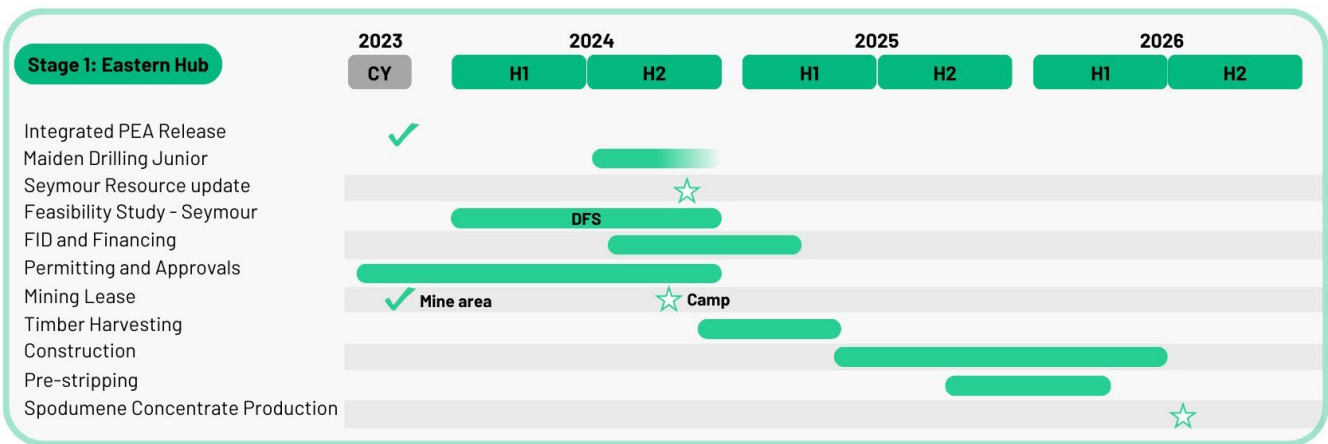 2023 2024 2025 2026
Stage 1: Eastern Hub
CY H1 H2 H1 H2 H1 H2
Integrated PEA Release
Maiden Drilling Junior
Seymour Resource update
Feasibility Study - Seymour DFS
FID and Financing
Permitting and Approvals
Mining Lease Mine area Camp
Timber Harvesting
Construction
Pre-stripping
Spodumene Concentrate Production